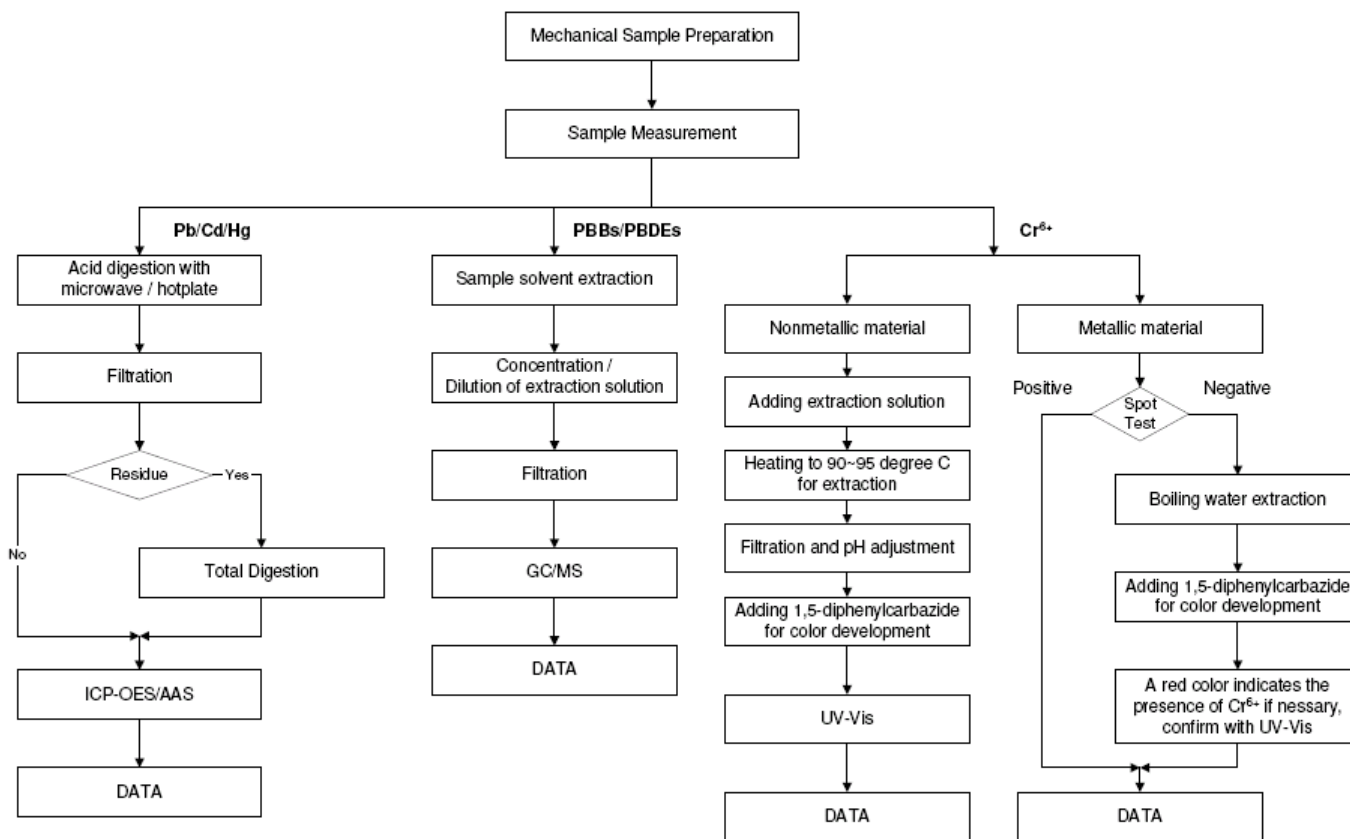 Mechanical Sample Preparation
Sample Measurement
Pb/Cd/Hg
Acid digestion with
microwave / hotplate
Filtration
Residue
Yes
No
Total Digestion
ICP-OES/AAS
DATA
PBBs/PBDEs
Sample solvent extraction
Concentration /
Dilution of extraction solution
Filtration
GC/MS
DATA
Cr⁶⁺
Nonmetallic material
Adding extraction solution
Heating to 90~95 degree C
for extraction
Filtration and pH adjustment
Adding 1,5-diphenylcarbazide
for color development
UV-Vis
DATA
Metallic material
Positive
Negative
Spot
Test
Boiling water extraction
Adding 1,5-diphenylcarbazide
for color development
A red color indicates the
presence of Cr⁶⁺ if nessary,
confirm with UV-Vis
DATA